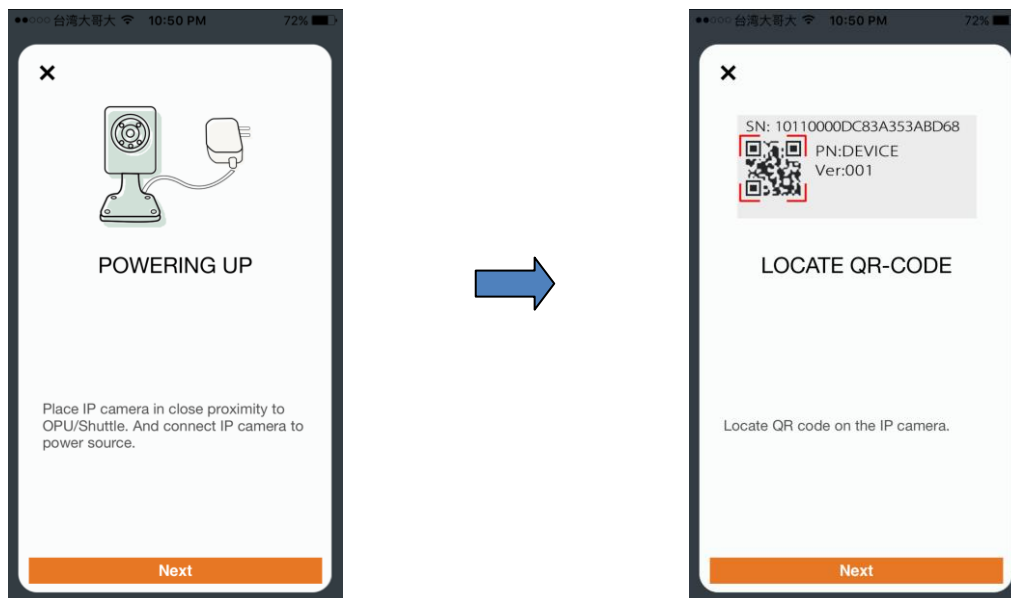 台湾大哥大 10:50 PM 72%
POWERING UP
Place IP camera in close proximity to
OPU/Shuttle. And connect IP camera to
power source.
Next
台湾大哥大 10:50 PM 72%
SN: 10110000DC83A353ABD68
PN:DEVICE
Ver:001
LOCATE QR-CODE
Locate QR code on the IP camera.
Next